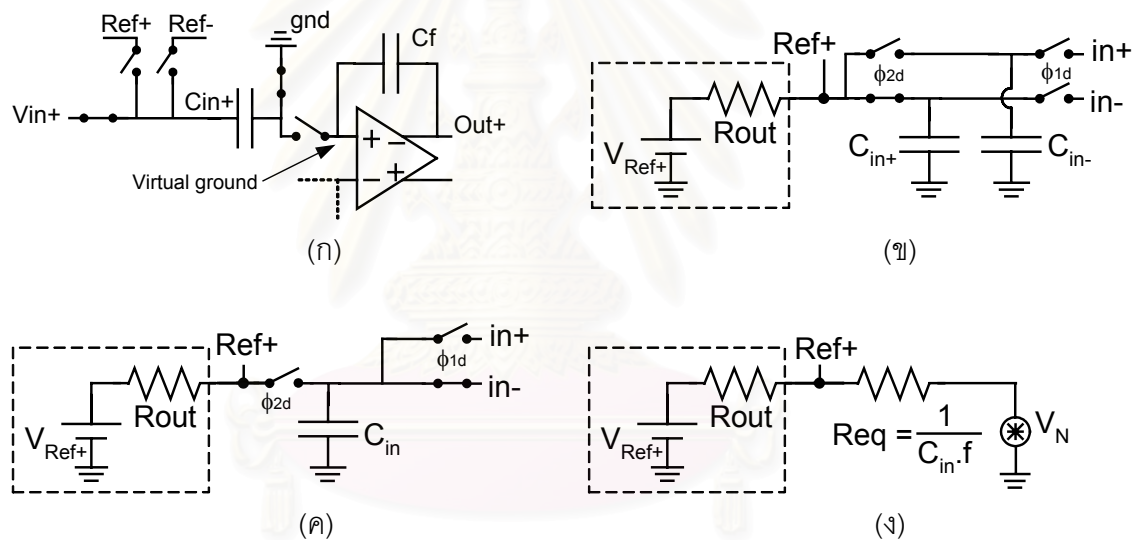 Ref+ Ref-
gnd
Cf
Cin+
Vin+
Out+
Virtual ground
+ −
− +
(ก)
Ref+
in+
ϕ2d ϕ1d
in-
Rout
VRef+
Cin+ Cin-
(ข)
Ref+
in+
ϕ1d
in-
ϕ2d
Rout
VRef+
Cin
(ค)
Ref+
Rout
VRef+
Req = 1
Cin.f
VN
(ง)